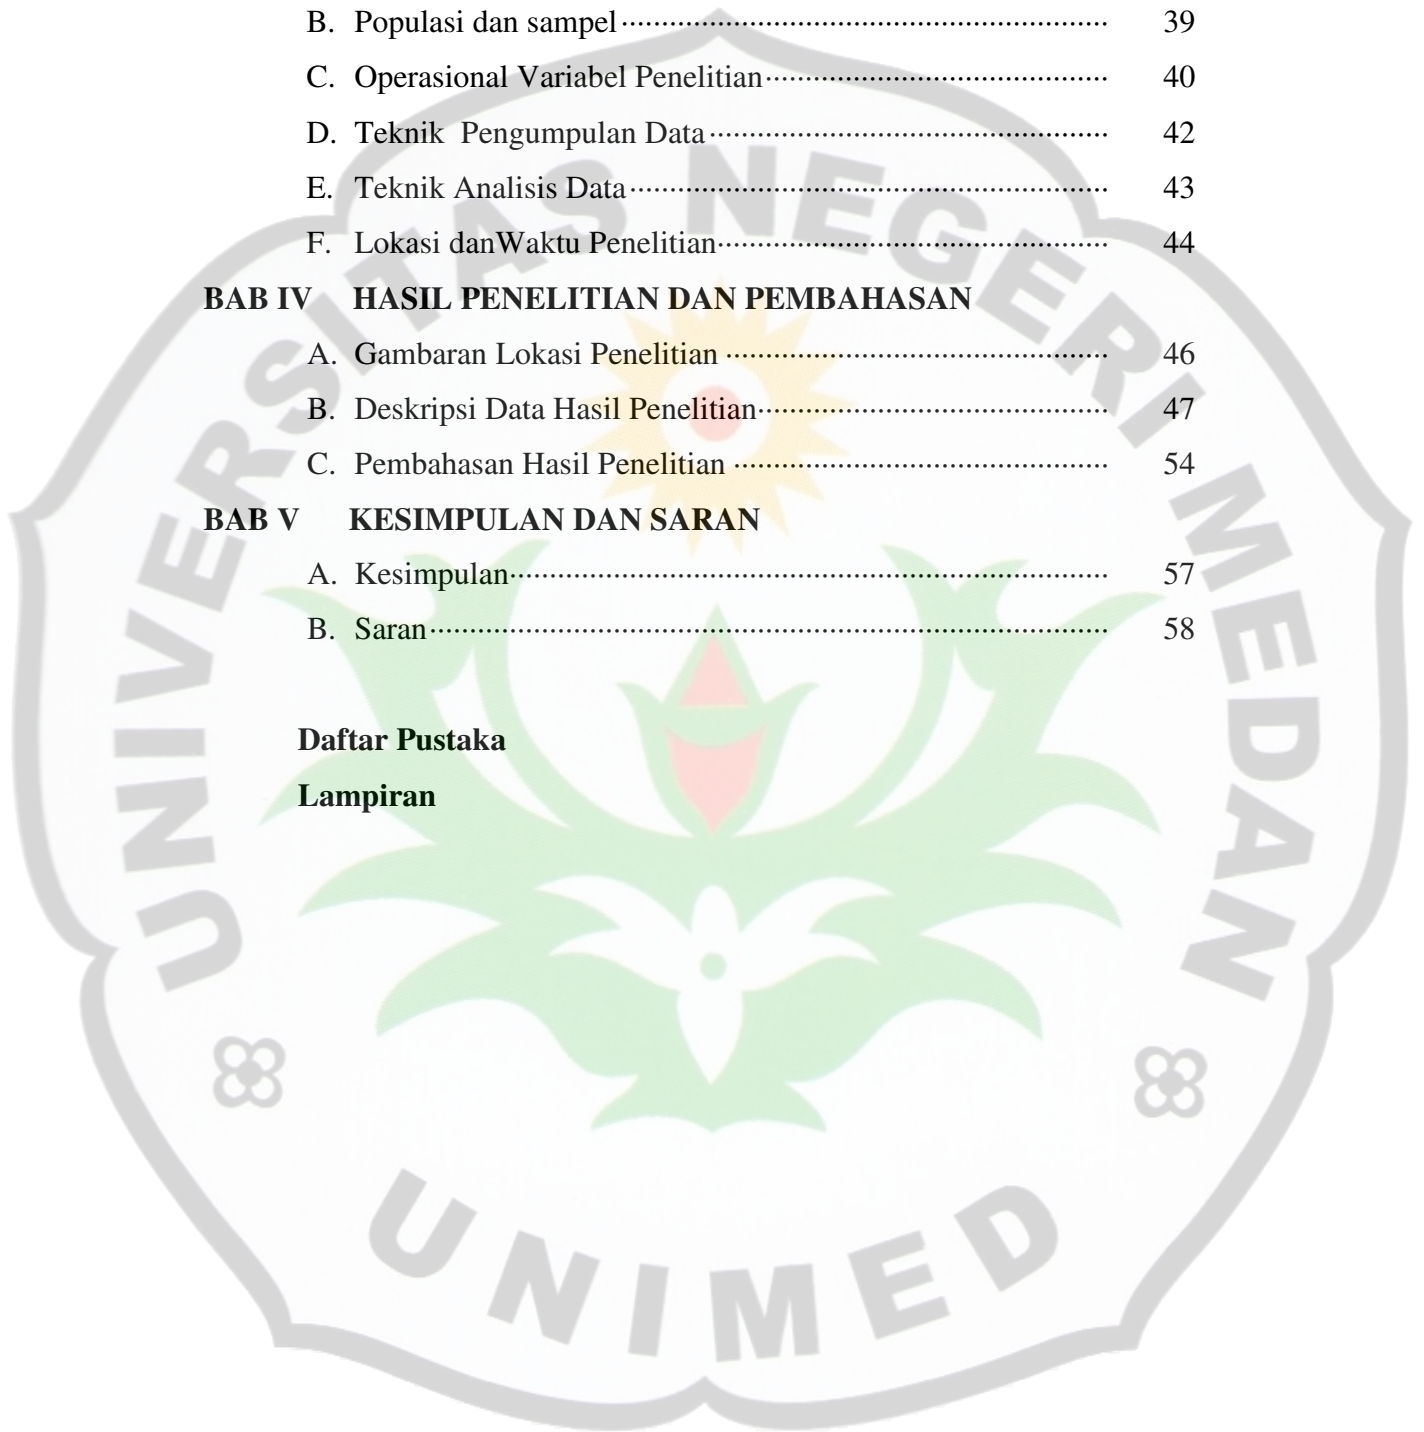 B. Populasi dan sampel ........................................ 39
C. Operasional Variabel Penelitian ........................................ 40
D. Teknik  Pengumpulan Data ........................................ 42
E. Teknik Analisis Data ........................................ 43
F. Lokasi danWaktu Penelitian ........................................ 44
BAB IV HASIL PENELITIAN DAN PEMBAHASAN
A. Gambaran Lokasi Penelitian ........................................ 46
B. Deskripsi Data Hasil Penelitian ........................................ 47
C. Pembahasan Hasil Penelitian ........................................ 54
BAB V KESIMPULAN DAN SARAN
A. Kesimpulan ........................................ 57
B. Saran ........................................ 58
Daftar Pustaka
Lampiran
UNIVERSITAS NEGERI MEDAN
UNIMED